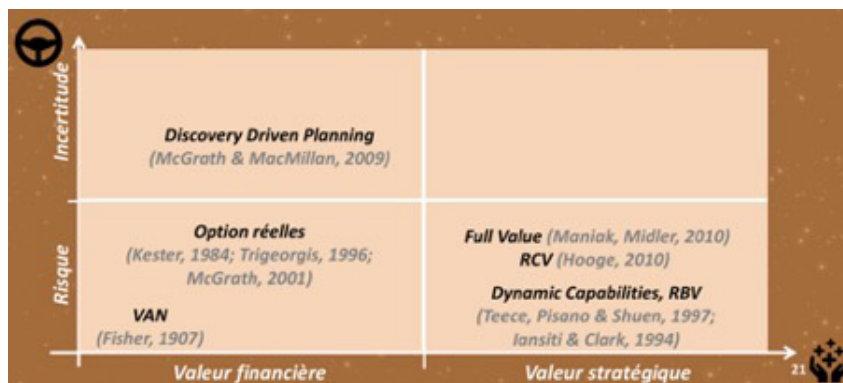 Incertitude
Discovery Driven Planning
(McGrath & MacMillan, 2009)
Risque
Option réelles
(Kester, 1984; Trigeorgis, 1996;
McGrath, 2001)
VAN
(Fisher, 1907)
Full Value (Maniak, Midler, 2010)
RCV (Hooge, 2010)
Dynamic Capabilities, RBV
(Teece, Pisano & Shuen, 1997;
Iansiti & Clark, 1994)
Valeur financière
Valeur stratégique
21